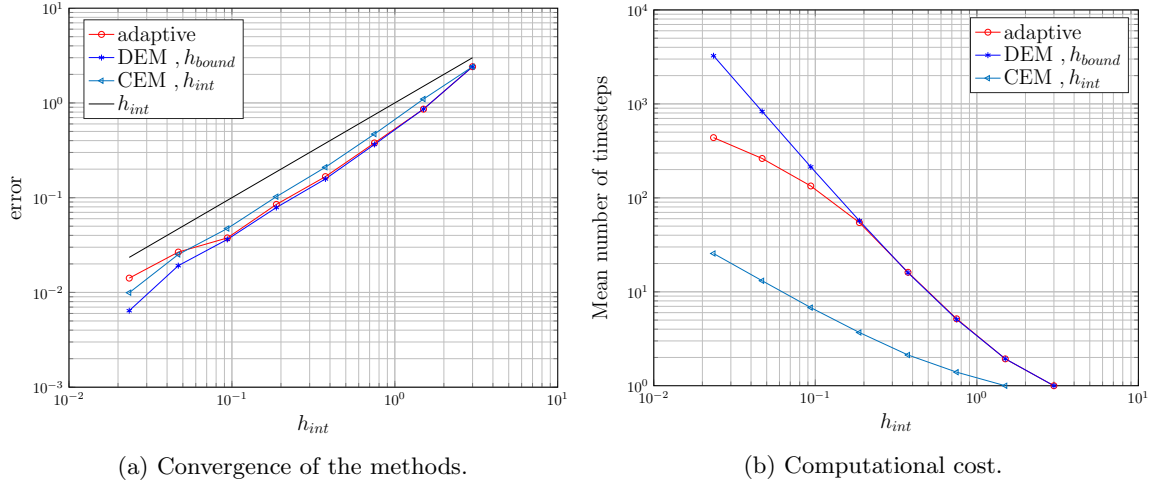 adaptive
DEM , h_bound
CEM , h_int
h_int
error
10^1
10^0
10^−1
10^−2
10^−3
10^−2
10^−1
10^0
10^1
h_int
(a) Convergence of the methods.
adaptive
DEM , h_bound
CEM , h_int
Mean number of timesteps
10^4
10^3
10^2
10^1
10^0
10^−2
10^−1
10^0
10^1
h_int
(b) Computational cost.